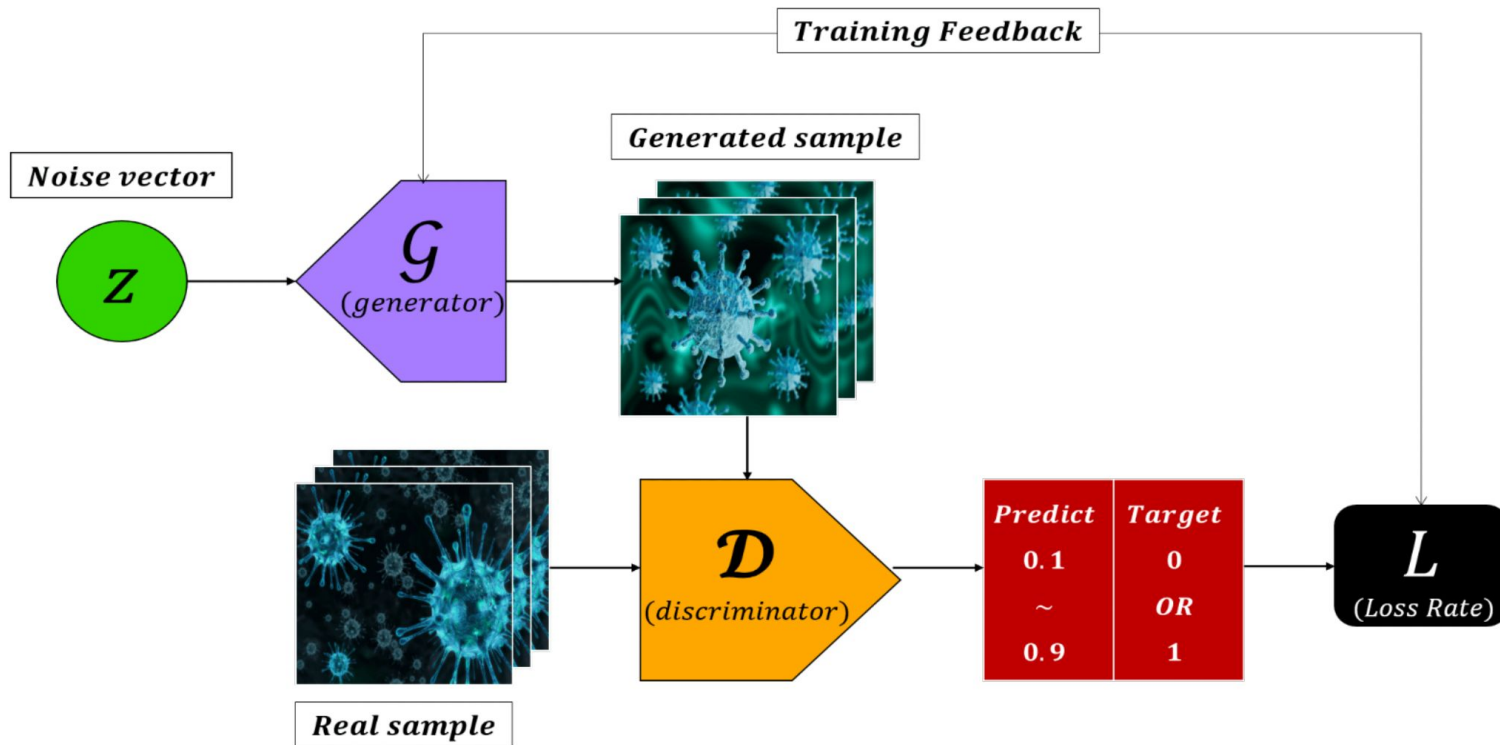 Training Feedback
Generated sample
Noise vector
z
𝒢
(generator)
𝒟
(discriminator)
Predict Target
0.1 0
~ OR
0.9 1
L
(Loss Rate)
Real sample